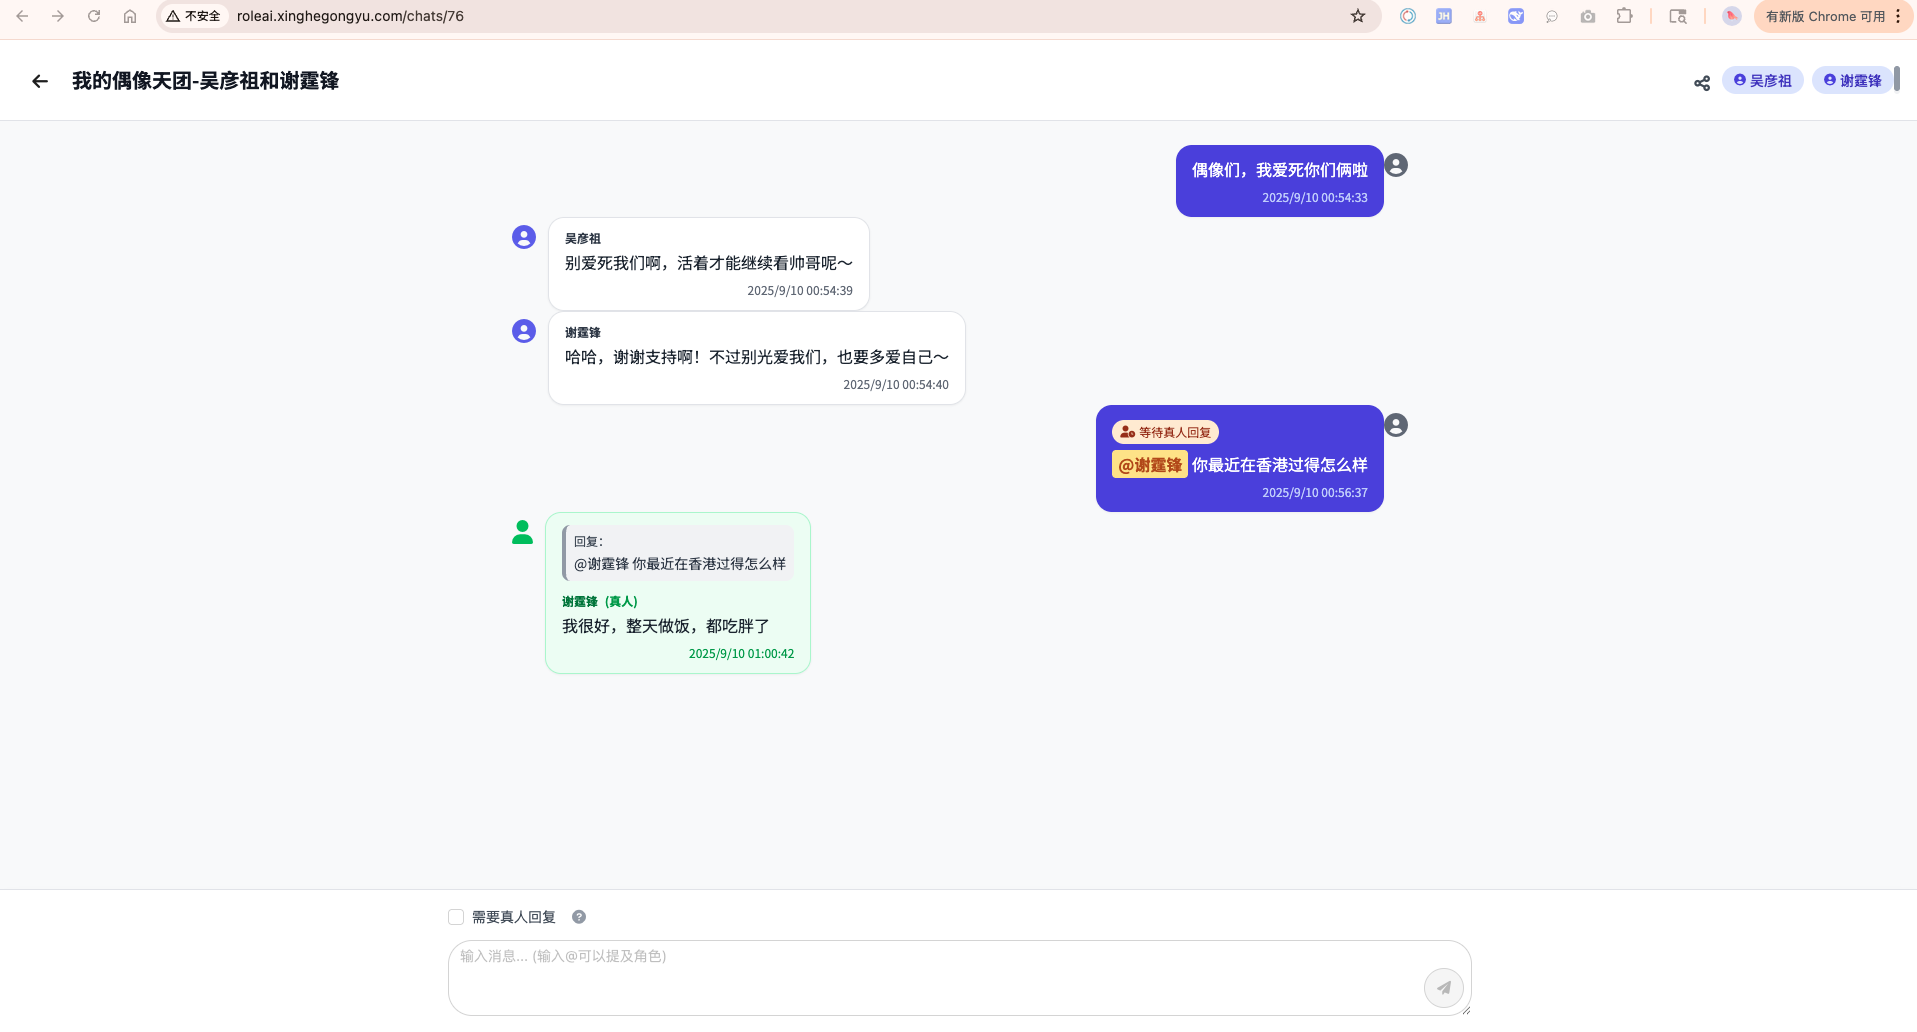 不安全 roleai.xinghegongyu.com/chats/76
JH
有新版 Chrome 可用
我的偶像天团-吴彦祖和谢霆锋
吴彦祖 谢霆锋
偶像们，我爱死你们俩啦
2025/9/10 00:54:33
吴彦祖
别爱死我们啊，活着才能继续看帅哥呢～
2025/9/10 00:54:39
谢霆锋
哈哈，谢谢支持啊！不过别光爱我们，也要多爱自己～
2025/9/10 00:54:40
等待真人回复
@谢霆锋 你最近在香港过得怎么样
2025/9/10 00:56:37
回复:
@谢霆锋 你最近在香港过得怎么样
谢霆锋 (真人)
我很好，整天做饭，都吃胖了
2025/9/10 01:00:42
需要真人回复 ?
输入消息... (输入@可以提及角色)